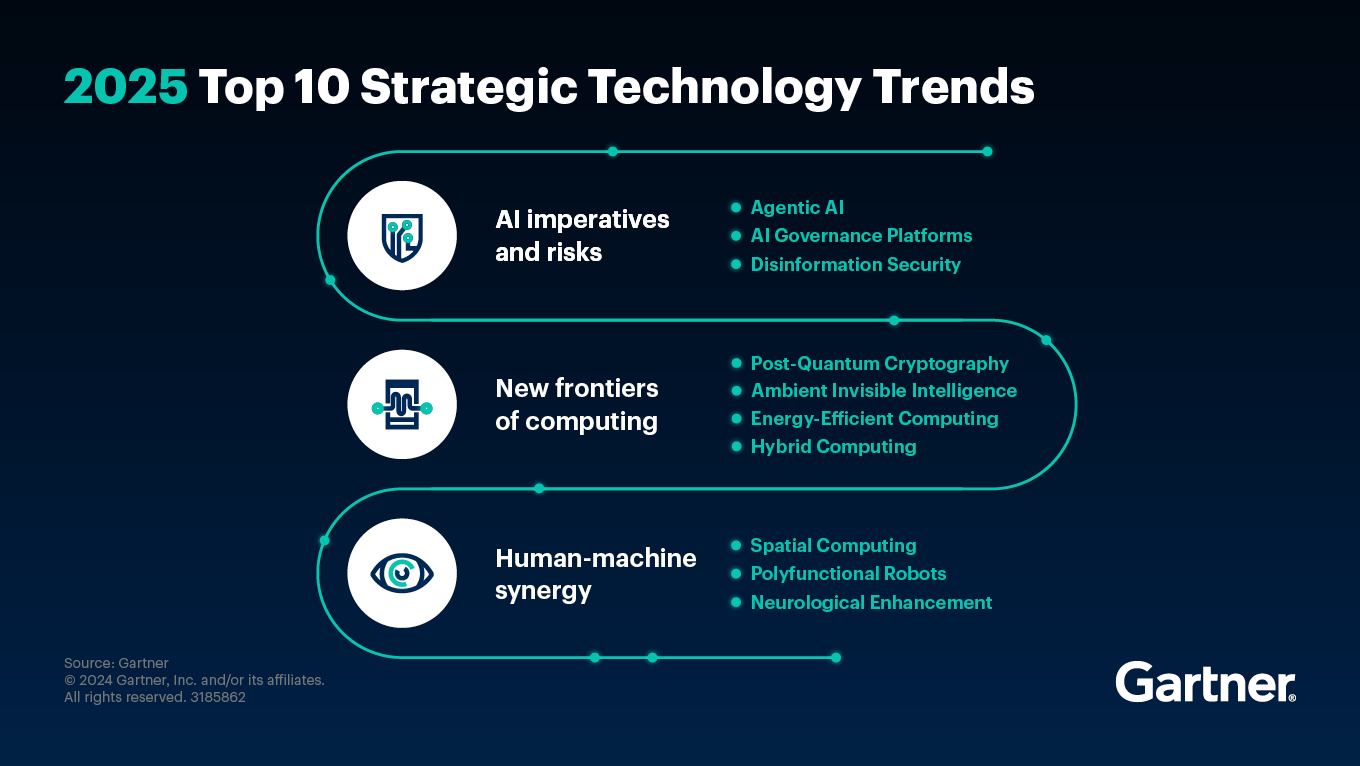 2025 Top 10 Strategic Technology Trends
AI imperatives
and risks
Agentic AI
AI Governance Platforms
Disinformation Security
New frontiers
of computing
Post-Quantum Cryptography
Ambient Invisible Intelligence
Energy-Efficient Computing
Hybrid Computing
Human-machine
synergy
Spatial Computing
Polyfunctional Robots
Neurological Enhancement
Source: Gartner
© 2024 Gartner, Inc. and/or its affiliates.
All rights reserved. 3185862
Gartner®